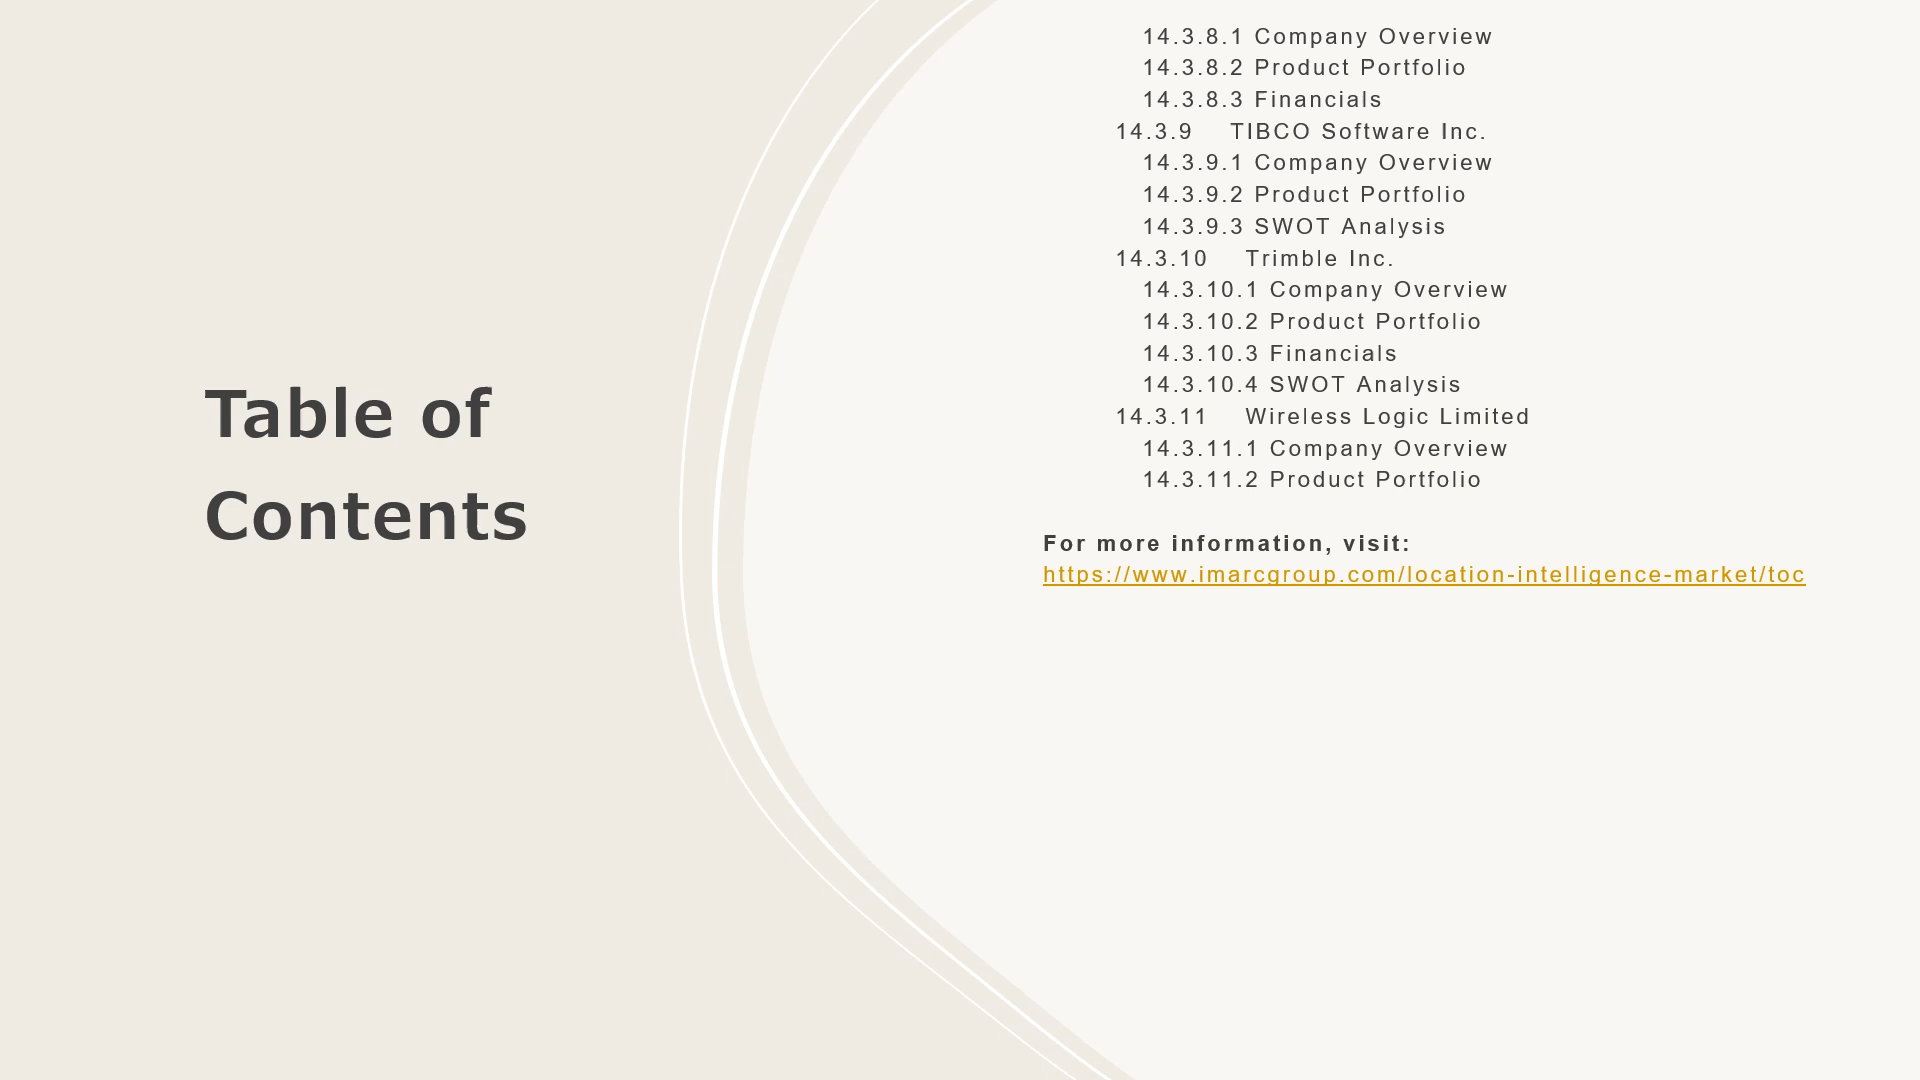 Table of
Contents
14.3.8.1 Company Overview
14.3.8.2 Product Portfolio
14.3.8.3 Financials
14.3.9 TIBCO Software Inc.
14.3.9.1 Company Overview
14.3.9.2 Product Portfolio
14.3.9.3 SWOT Analysis
14.3.10 Trimble Inc.
14.3.10.1 Company Overview
14.3.10.2 Product Portfolio
14.3.10.3 Financials
14.3.10.4 SWOT Analysis
14.3.11 Wireless Logic Limited
14.3.11.1 Company Overview
14.3.11.2 Product Portfolio
For more information, visit:
https://www.imarcgroup.com/location-intelligence-market/toc